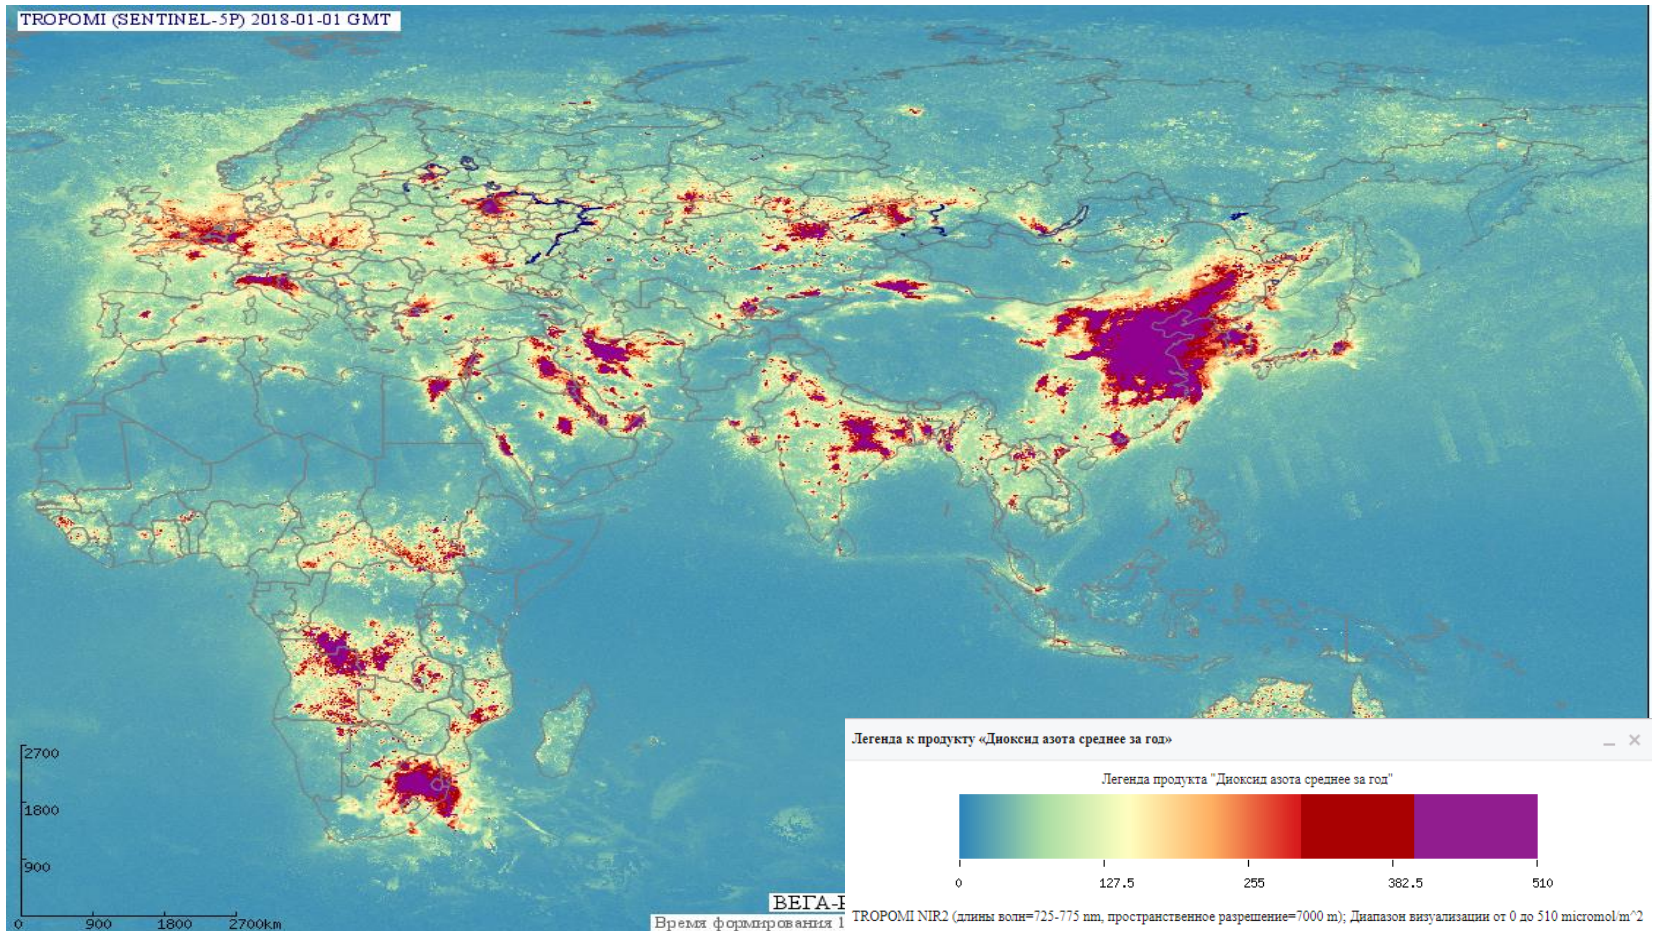 TROPOMI (SENTINEL-5P) 2018-01-01 GMT
2700
1800
900
0 900 1800 2700km
ВЕГА-
Время формирования 1
Легенда к продукту «Диоксид азота среднее за год»
Легенда продукта "Диоксид азота среднее за год"
0 127.5 255 382.5 510
TROPOMI NIR2 (длины волн=725-775 nm, пространственное разрешение=7000 m); Диапазон визуализации от 0 до 510 micromol/m^2